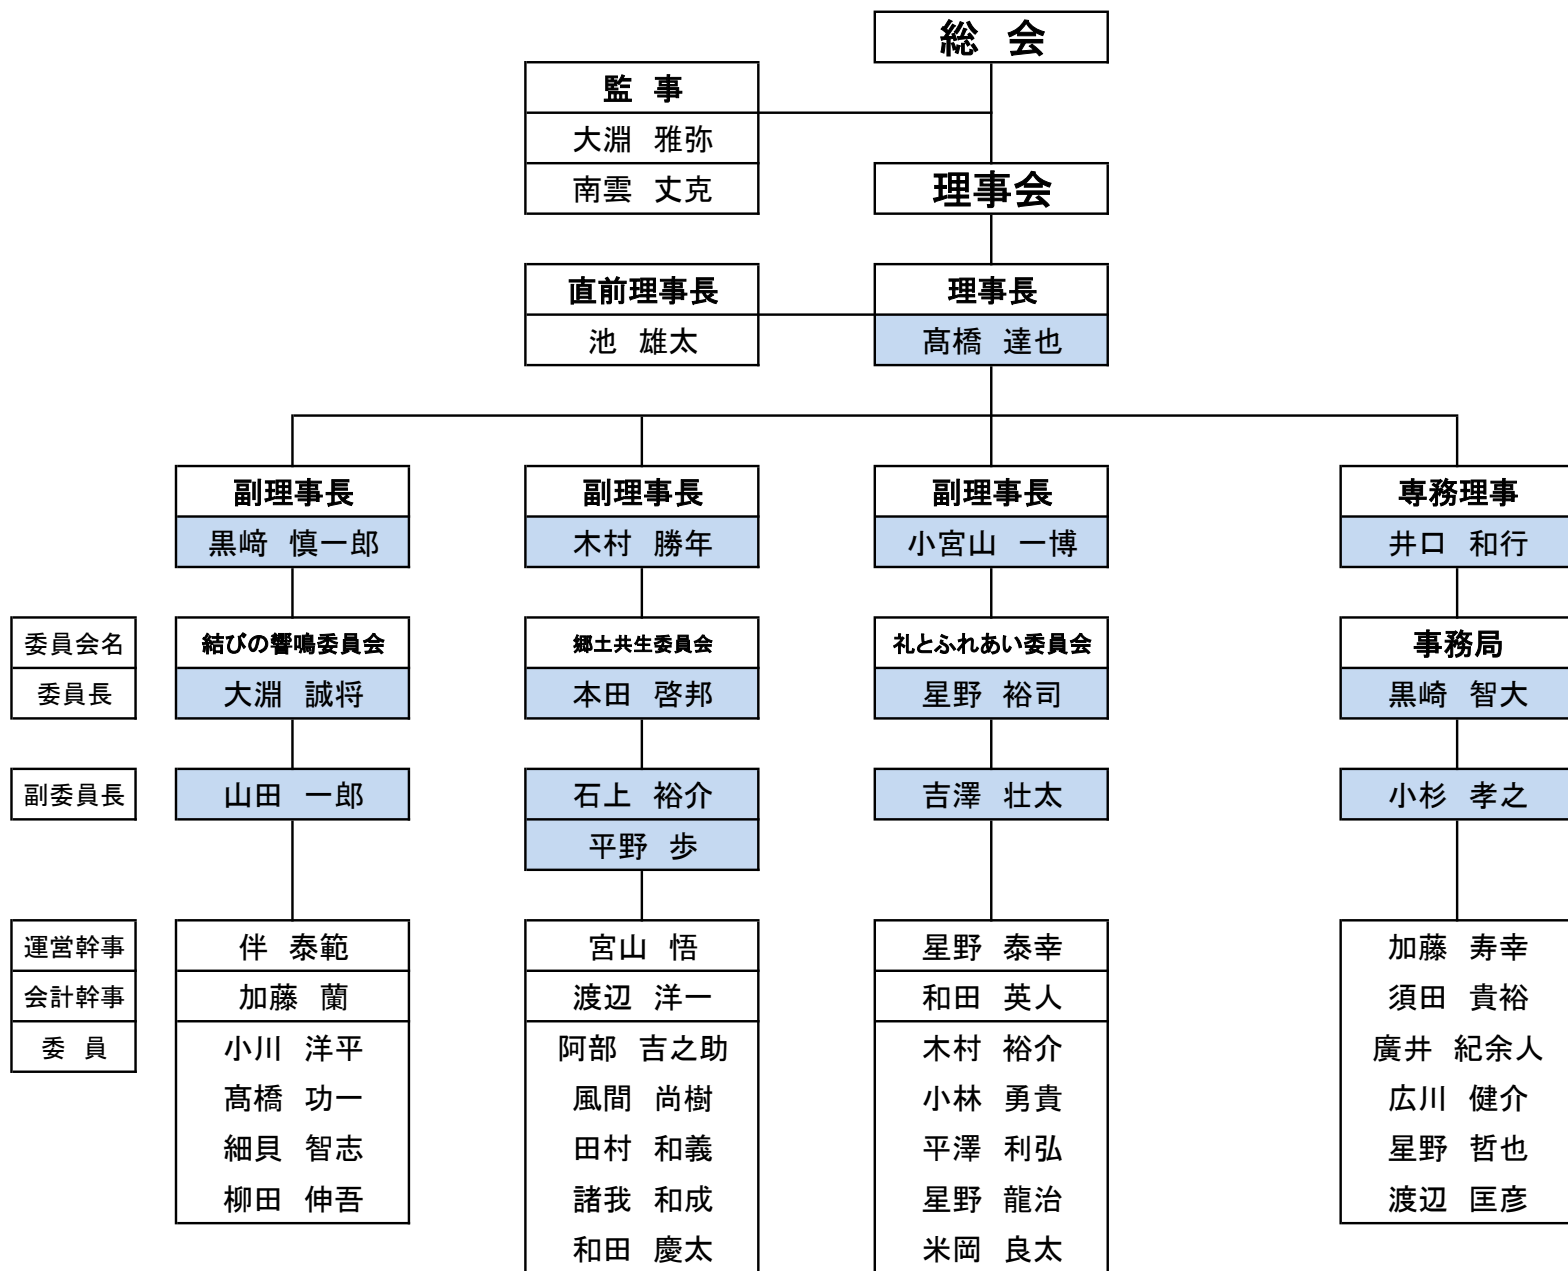 総 会
監 事
大淵 雅弥
南雲 丈克
理事会
直前理事長
池 雄太
理事長
髙橋 達也
副理事長
黒﨑 慎一郎
副理事長
木村 勝年
副理事長
小宮山 一博
専務理事
井口 和行
委員会名
結びの響鳴委員会
郷土共生委員会
礼とふれあい委員会
事務局
委員長
大淵 誠将
本田 啓邦
星野 裕司
黒崎 智大
副委員長
山田 一郎
石上 裕介
平野 歩
吉澤 壮太
小杉 孝之
運営幹事
会計幹事
委 員
伴 泰範
加藤 蘭
小川 洋平
髙橋 功一
細貝 智志
柳田 伸吾
宮山 悟
渡辺 洋一
阿部 吉之助
風間 尚樹
田村 和義
諸我 和成
和田 慶太
星野 泰幸
和田 英人
木村 裕介
小林 勇貴
平澤 利弘
星野 龍治
米岡 良太
加藤 寿幸
須田 貴裕
廣井 紀余人
広川 健介
星野 哲也
渡辺 匡彦